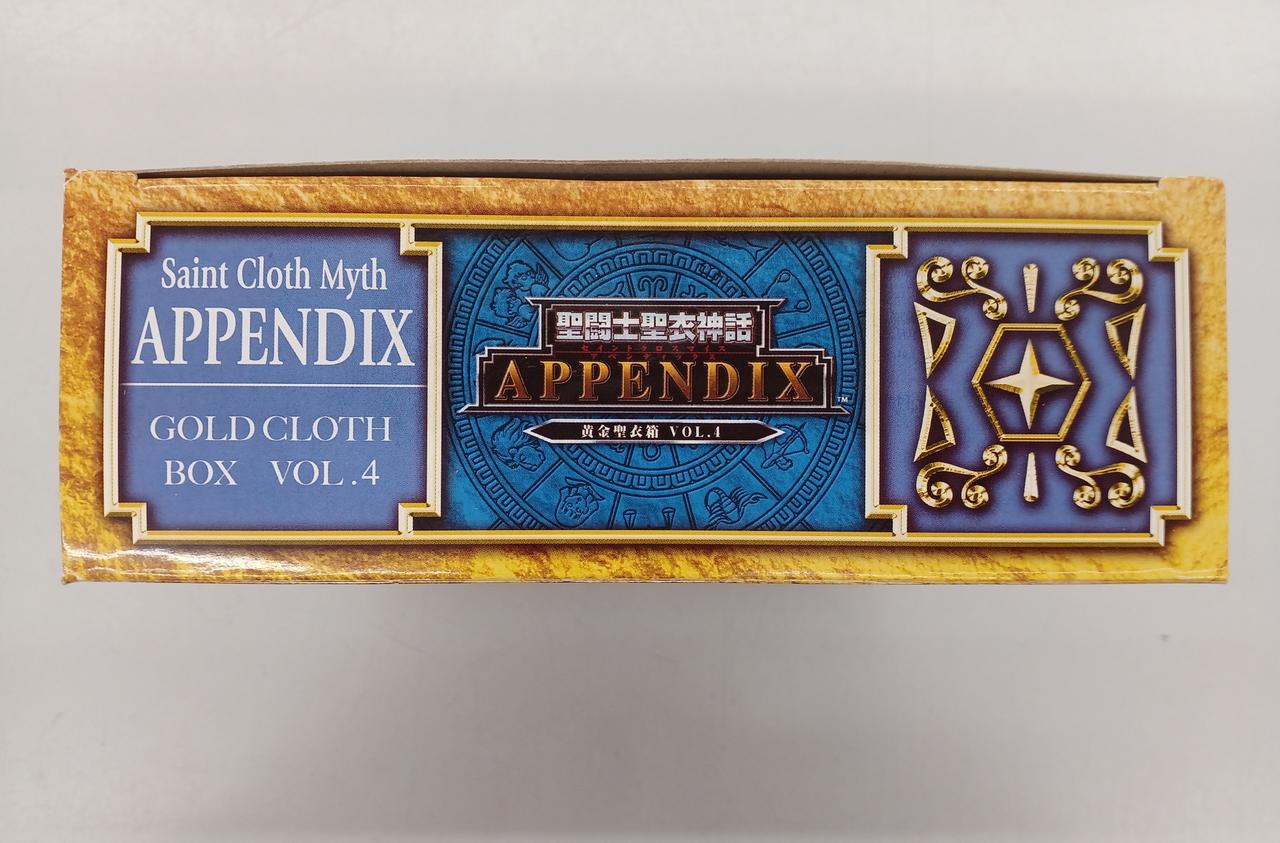 Saint Cloth Myth
APPENDIX
GOLD CLOTH
BOX VOL.4
聖闘士聖衣神話
APPENDIX
TM
黄金聖衣箱 VOL.4